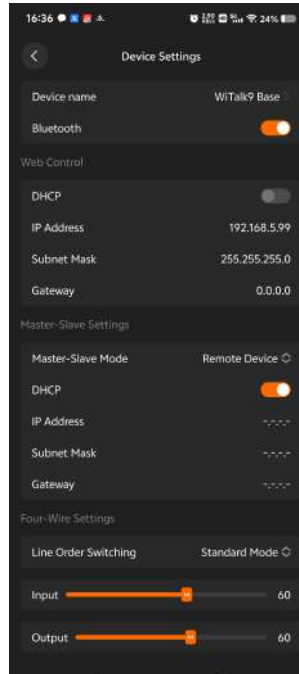 16:36
24%
Device Settings
Device name WiTalk9 Base
Bluetooth
Web Control
DHCP
IP Address 192.168.5.99
Subnet Mask 255.255.255.0
Gateway 0.0.0.0
Master-Slave Settings
Master-Slave Mode Remote Device
DHCP
IP Address -.-.-.-
Subnet Mask -.-.-.-
Gateway -.-.-.-
Four-Wire Settings
Line Order Switching Standard Mode
Input 60
Output 60